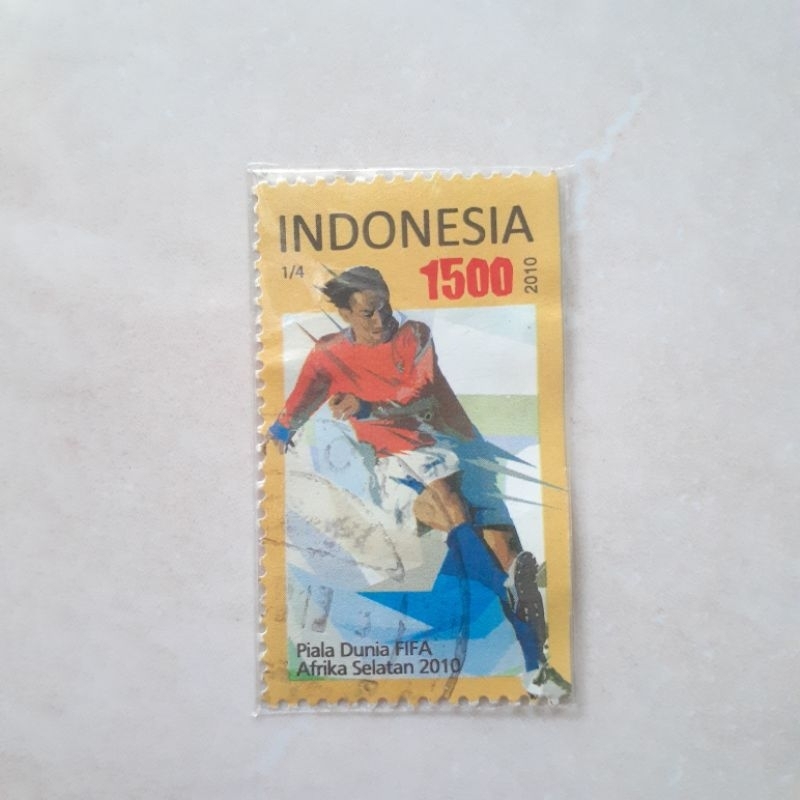 INDONESIA
1/4
1500
2010
Piala Dunia FIFA
Afrika Selatan 2010